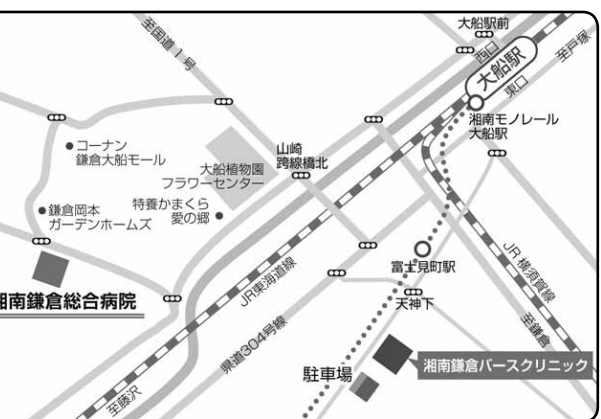 大船駅前
至国道1号
西口
大船駅
至戸塚
東口
湘南モノレール
大船駅
コーナン
鎌倉大船モール
山崎
跨線橋北
大船植物園
フラワーセンター
特養かまくら
愛の郷
鎌倉岡本
ガーデンホームズ
富士見町駅
JR横須賀線
JR東海道線
湘南鎌倉総合病院
天神下
至鎌倉
県道304号線
湘南鎌倉バースクリニック
駐車場
至藤沢